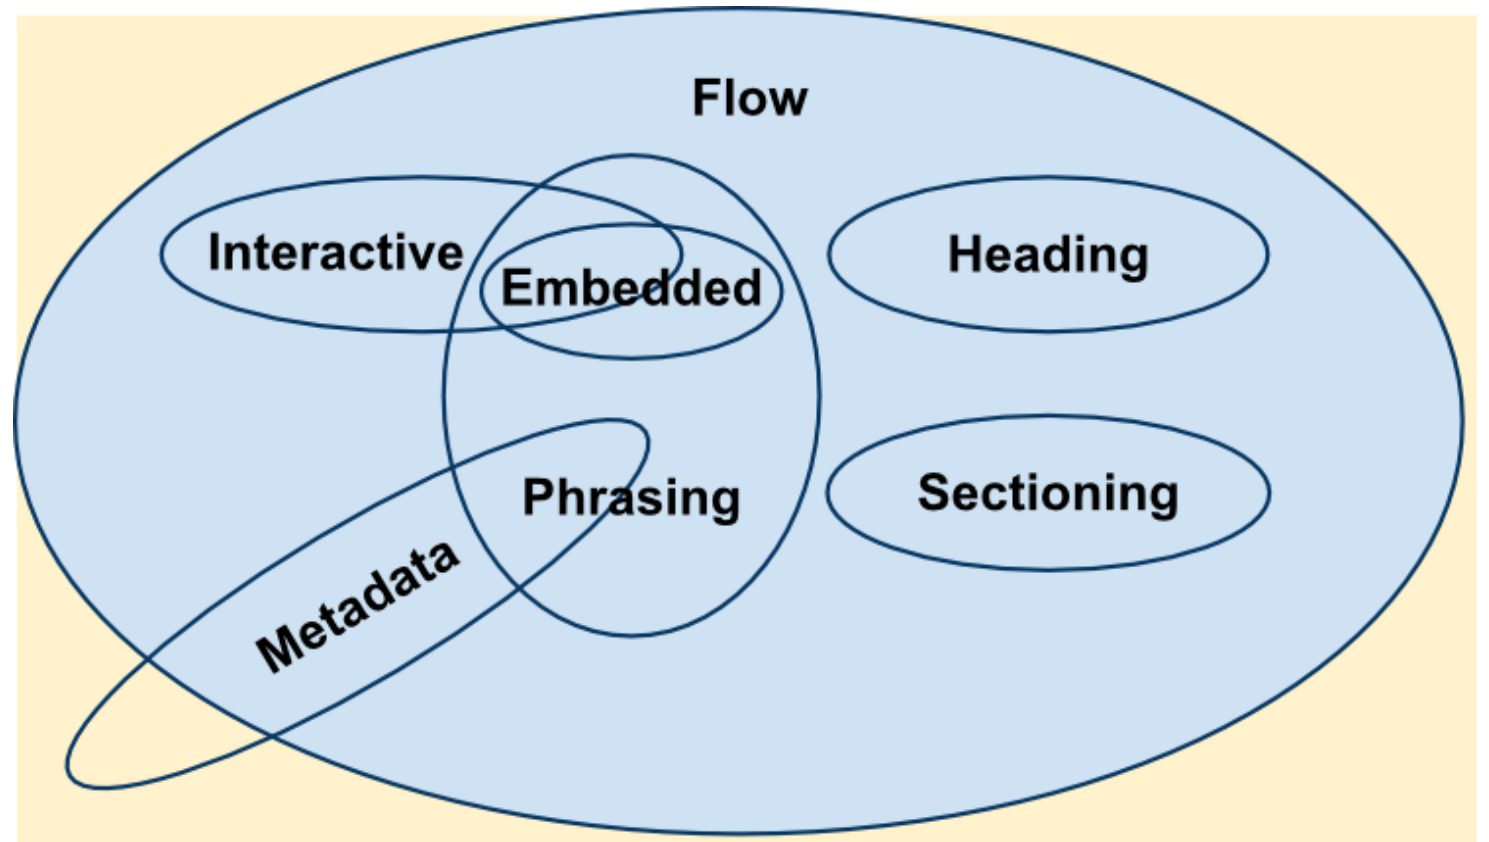 Flow
Interactive
Embedded
Heading
Phrasing
Sectioning
Metadata